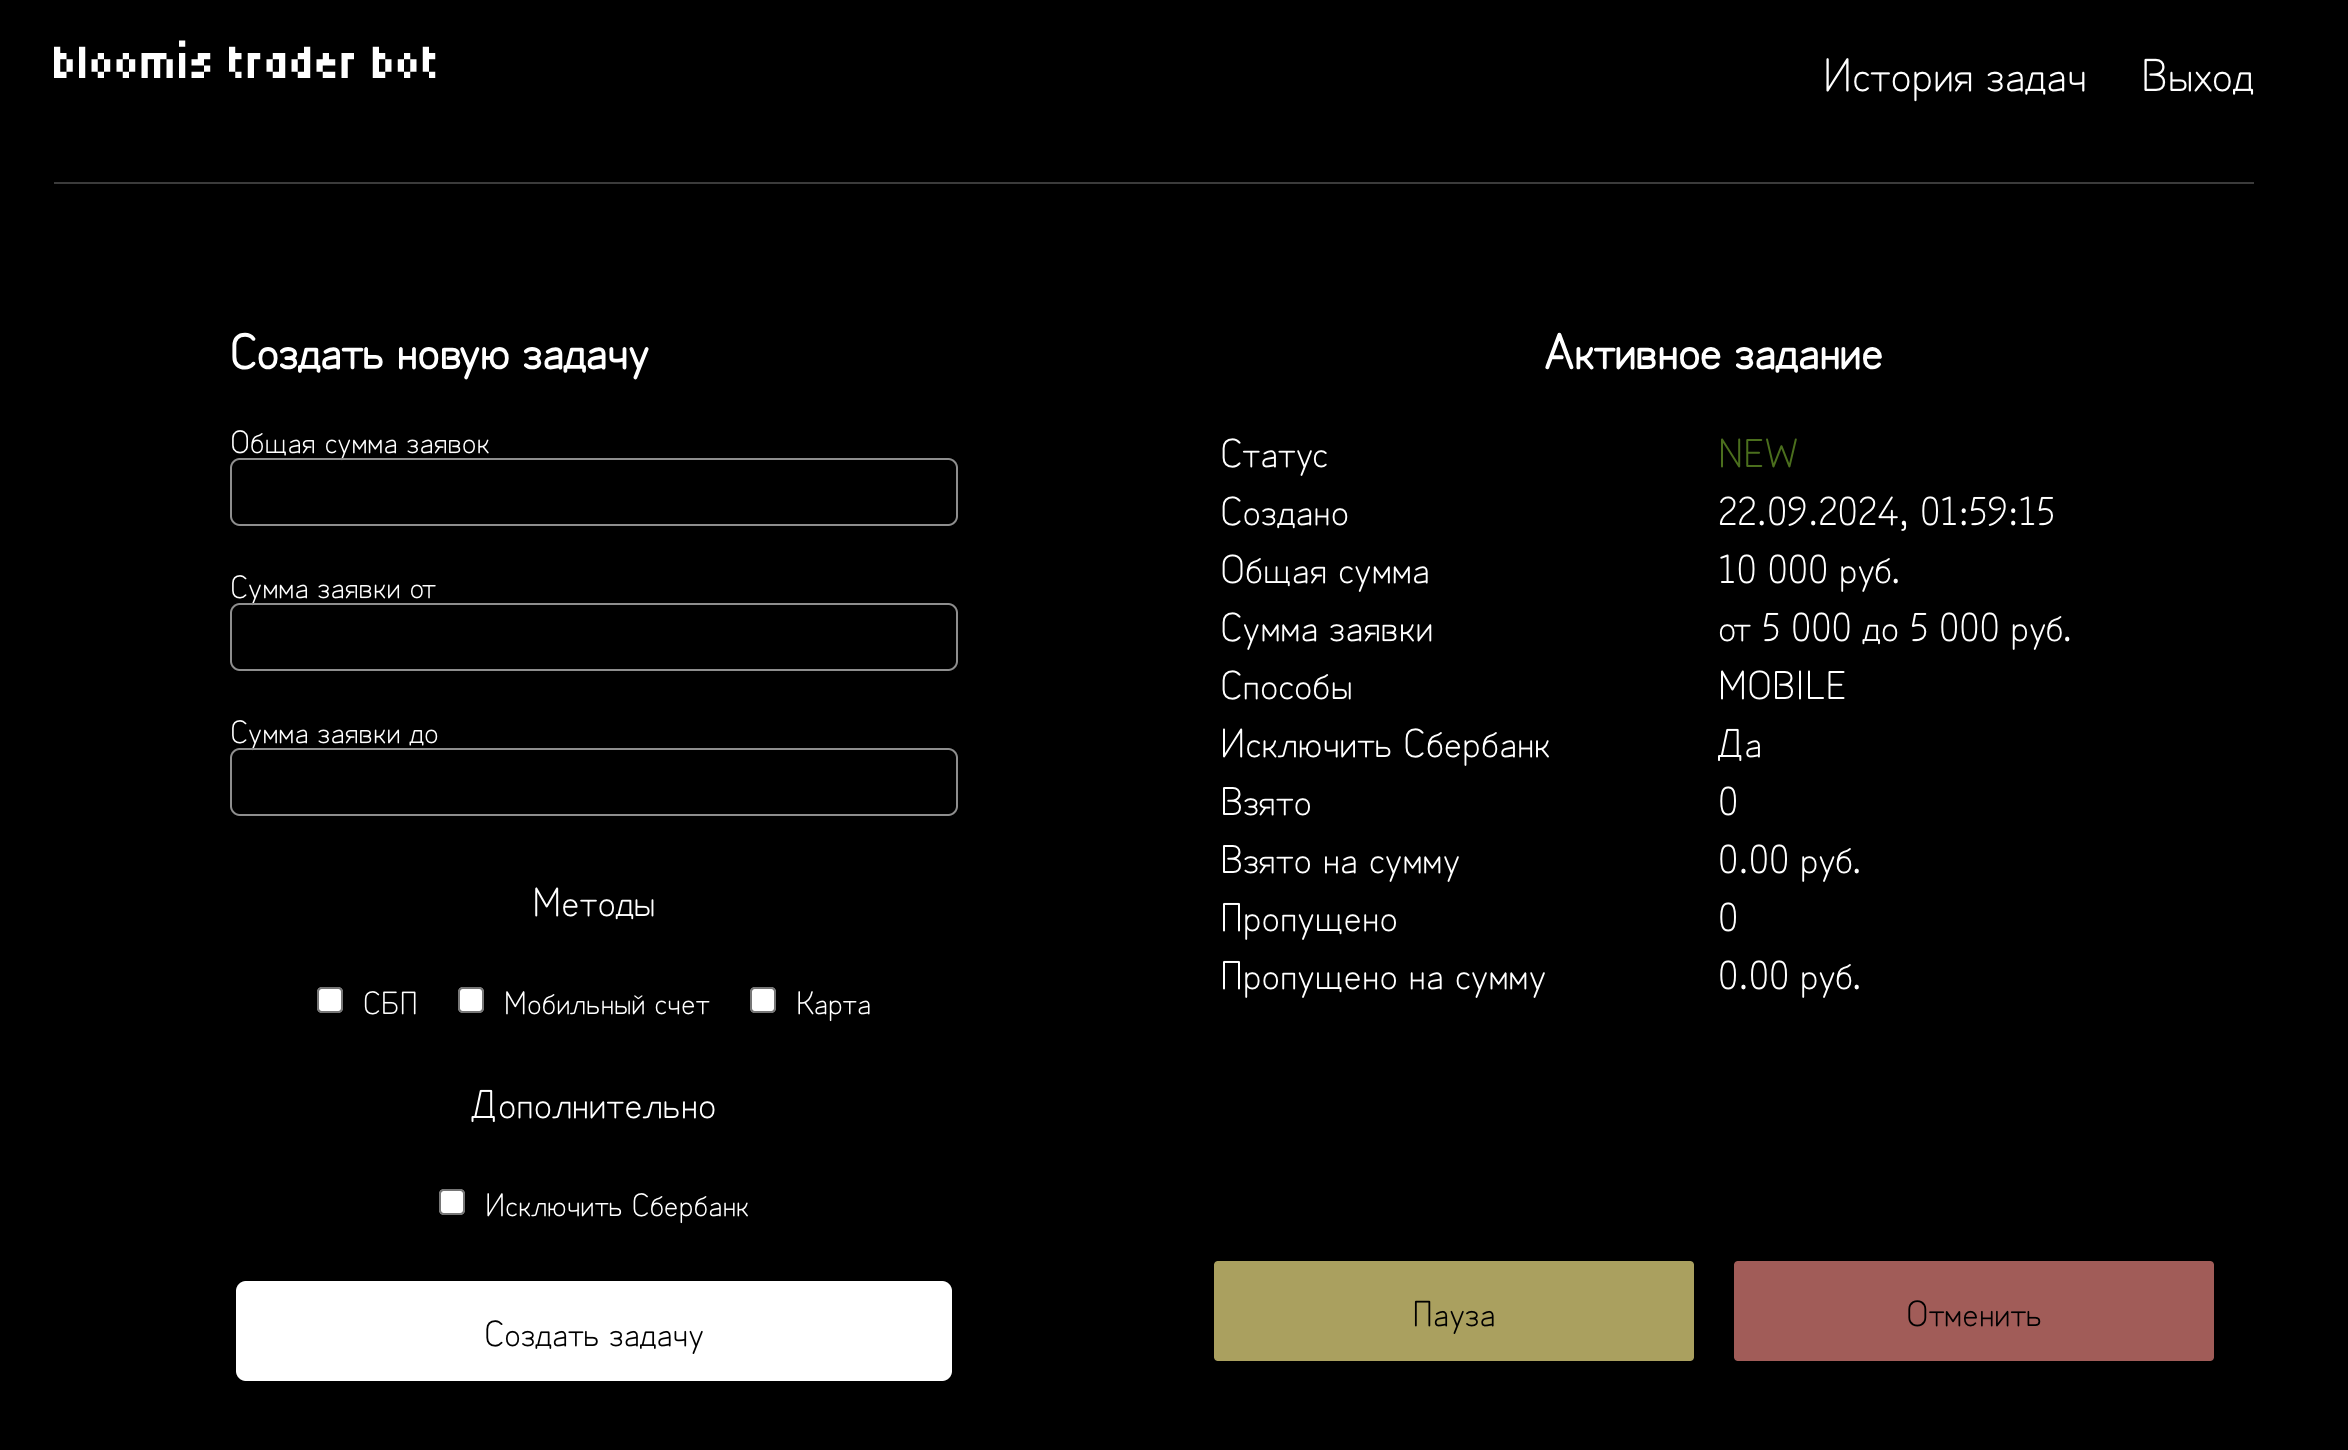 bloomis trader bot
История задач Выход
Создать новую задачу
Общая сумма заявок
Сумма заявки от
Сумма заявки до
Методы
СБП Мобильный счет Карта
Дополнительно
Исключить Сбербанк
Создать задачу
Активное задание
Статус NEW
Создано 22.09.2024, 01:59:15
Общая сумма 10 000 руб.
Сумма заявки от 5 000 до 5 000 руб.
Способы MOBILE
Исключить Сбербанк Да
Взято 0
Взято на сумму 0.00 руб.
Пропущено 0
Пропущено на сумму 0.00 руб.
Пауза Отменить